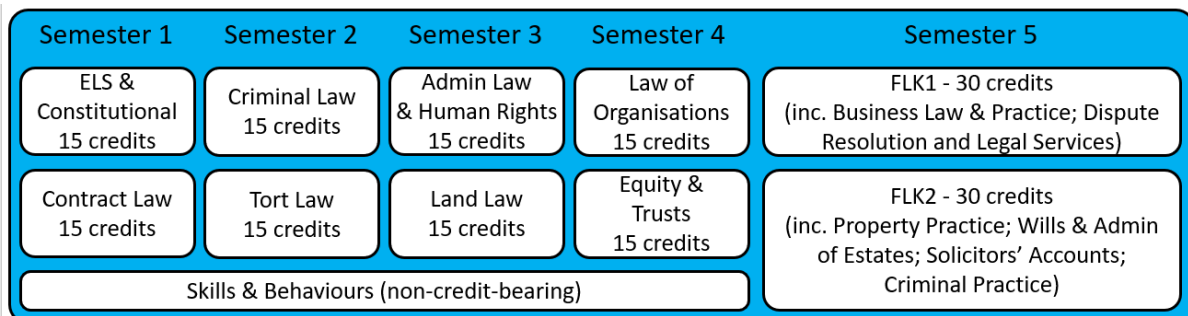 Semester 1
Semester 2
Semester 3
Semester 4
Semester 5
ELS &
Constitutional
15 credits
Criminal Law
15 credits
Admin Law
& Human Rights
15 credits
Law of
Organisations
15 credits
FLK1 - 30 credits
(inc. Business Law & Practice; Dispute
Resolution and Legal Services)
Contract Law
15 credits
Tort Law
15 credits
Land Law
15 credits
Equity &
Trusts
15 credits
FLK2 - 30 credits
(inc. Property Practice; Wills & Admin
of Estates; Solicitors’ Accounts;
Criminal Practice)
Skills & Behaviours (non-credit-bearing)